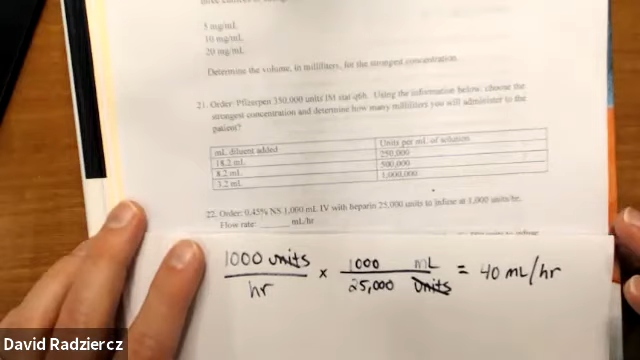 5 mg/mL
10 mg/mL
20 mg/mL
Determine the volume, in milliliters, for the strongest concentration.
21. Order: Pfizerpen 350,000 units IM stat q6h. Using the information below, choose the
strongest concentration and determine how many milliliters you will administer to the
patient?
mL diluent added Units per mL of solution
18.2 mL 250,000
8.2 mL 500,000
3.2 mL 1,000,000
22. Order: 0.45% NS 1,000 mL IV with heparin 25,000 units to infuse at 1,000 units/hr.
Flow rate: ______ mL/hr
1000 units / hr x 1000 mL / 25,000 units = 40 mL/hr
David Radziercz